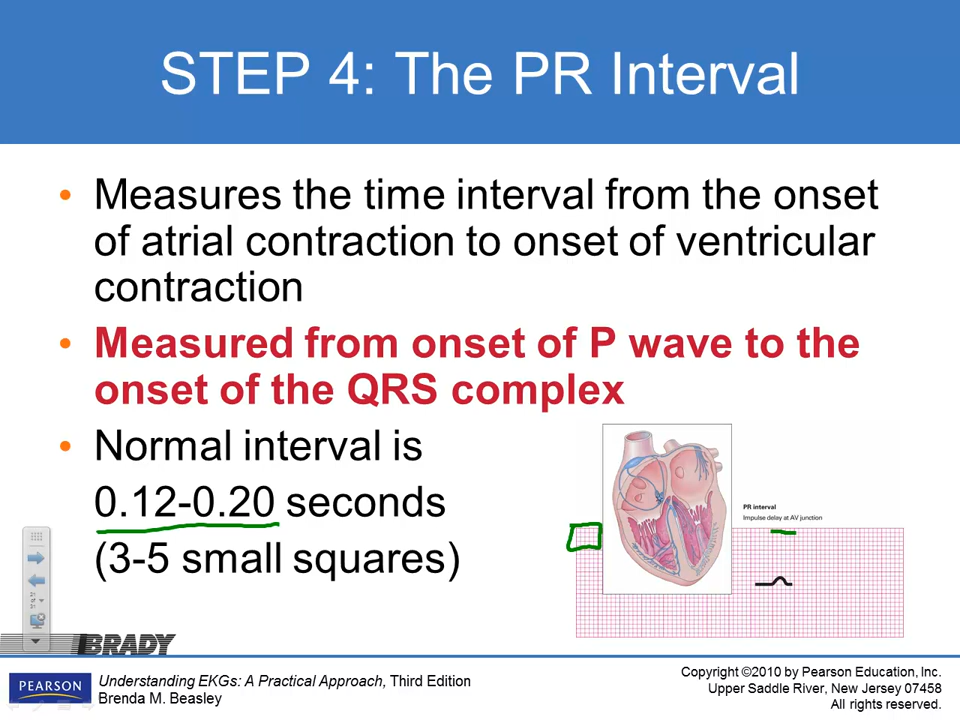 STEP 4: The PR Interval
• Measures the time interval from the onset
of atrial contraction to onset of ventricular
contraction
• Measured from onset of P wave to the
onset of the QRS complex
• Normal interval is
0.12-0.20 seconds
(3-5 small squares)
PR interval
Impulse delay at AV junction
21
of
31
BRADY
PEARSON
Understanding EKGs: A Practical Approach, Third Edition
Brenda M. Beasley
Copyright ©2010 by Pearson Education, Inc.
Upper Saddle River, New Jersey 07458
All rights reserved.